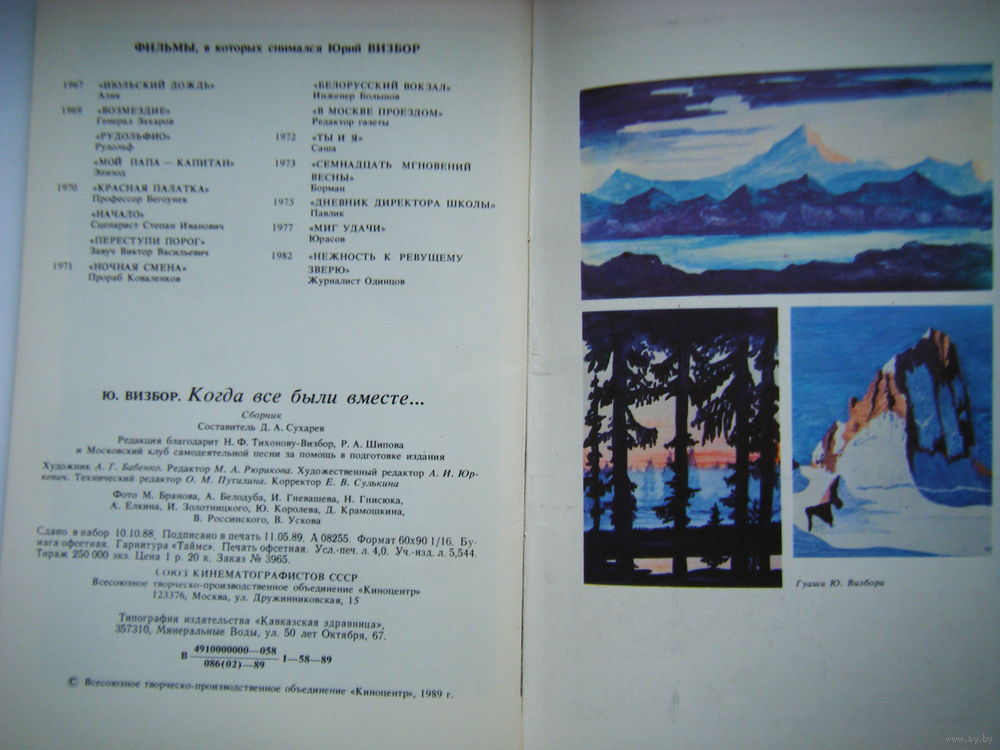 ФИЛЬМЫ, в которых снимался Юрий ВИЗБОР
1967 «ИЮЛЬСКИЙ ДОЖДЬ»
Алик
1969 «ВОЗМЕЗДИЕ»
Генерал Захаров
«РУДОЛЬФИО»
Рудольф
«МОЙ ПАПА — КАПИТАН»
Эпизод
1970 «КРАСНАЯ ПАЛАТКА»
Профессор Бегоунек
«НАЧАЛО»
Сценарист Степан Иванович
«ПЕРЕСТУПИ ПОРОГ»
Завуч Виктор Васильевич
1971 «НОЧНАЯ СМЕНА»
Прораб Коваленков
«БЕЛОРУССКИЙ ВОКЗАЛ»
Инженер Большов
«В МОСКВЕ ПРОЕЗДОМ»
Редактор газеты
1972 «ТЫ И Я»
Саша
1973 «СЕМНАДЦАТЬ МГНОВЕНИЙ
ВЕСНЫ»
Борман
1975 «ДНЕВНИК ДИРЕКТОРА ШКОЛЫ»
Павлик
1977 «МИГ УДАЧИ»
Юрасов
1982 «НЕЖНОСТЬ К РЕВУЩЕМУ
ЗВЕРЮ»
Журналист Одинцов
Ю. ВИЗБОР. Когда все были вместе...
Сборник
Составитель Д. А. Сухарев
Редакция благодарит Н. Ф. Тихонову-Визбор, Р. А. Шипова
и Московский клуб самодеятельной песни за помощь в подготовке издания
Художник А. Г. Бабенко. Редактор М. А. Рюрикова. Художественный редактор А. И. Юр-
кевич. Технический редактор О. М. Путилина. Корректор Е. В. Сулькина
Фото М. Бранова, А. Белодуба, И. Гневашева, Н. Гнисюка,
А. Елкина, И. Золотницкого, Ю. Королева, Д. Крамошкина,
В. Россинского, В. Ускова
Сдано в набор 10.10.88. Подписано в печать 11.05.89. А 08255. Формат 60х90 1/16. Бу-
мага офсетная. Гарнитура «Таймс». Печать офсетная. Усл.-печ. л. 4,0. Уч.-изд. л. 5,544.
Тираж 250 000 экз. Цена 1 р. 20 к. Заказ № 3965.
СОЮЗ КИНЕМАТОГРАФИСТОВ СССР
Всесоюзное творческо-производственное объединение «Киноцентр»
123376, Москва, ул. Дружинниковская, 15
Типография издательства «Кавказская здравница»,
357310, Минеральные Воды, ул. 50 лет Октября, 67.
В 4910000000—058 1—58—89
086(02)—89
© Всесоюзное творческо-производственное объединение «Киноцентр», 1989 г.
Гуаши Ю. Визбора
www.ay.by